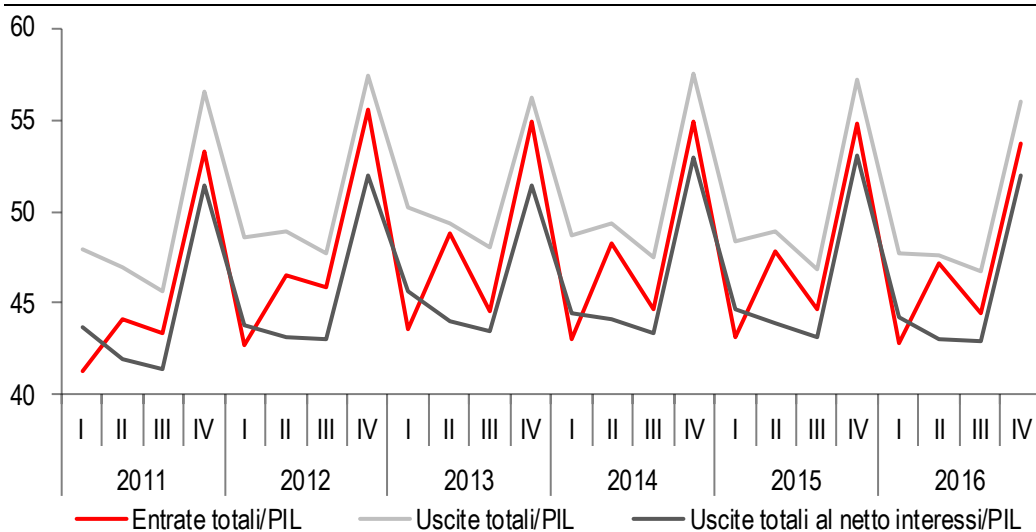 60
55
50
45
40
I II III IV I II III IV I II III IV I II III IV I II III IV I II III IV
2011 2012 2013 2014 2015 2016
Entrate totali/PIL Uscite totali/PIL Uscite totali al netto interessi/PIL